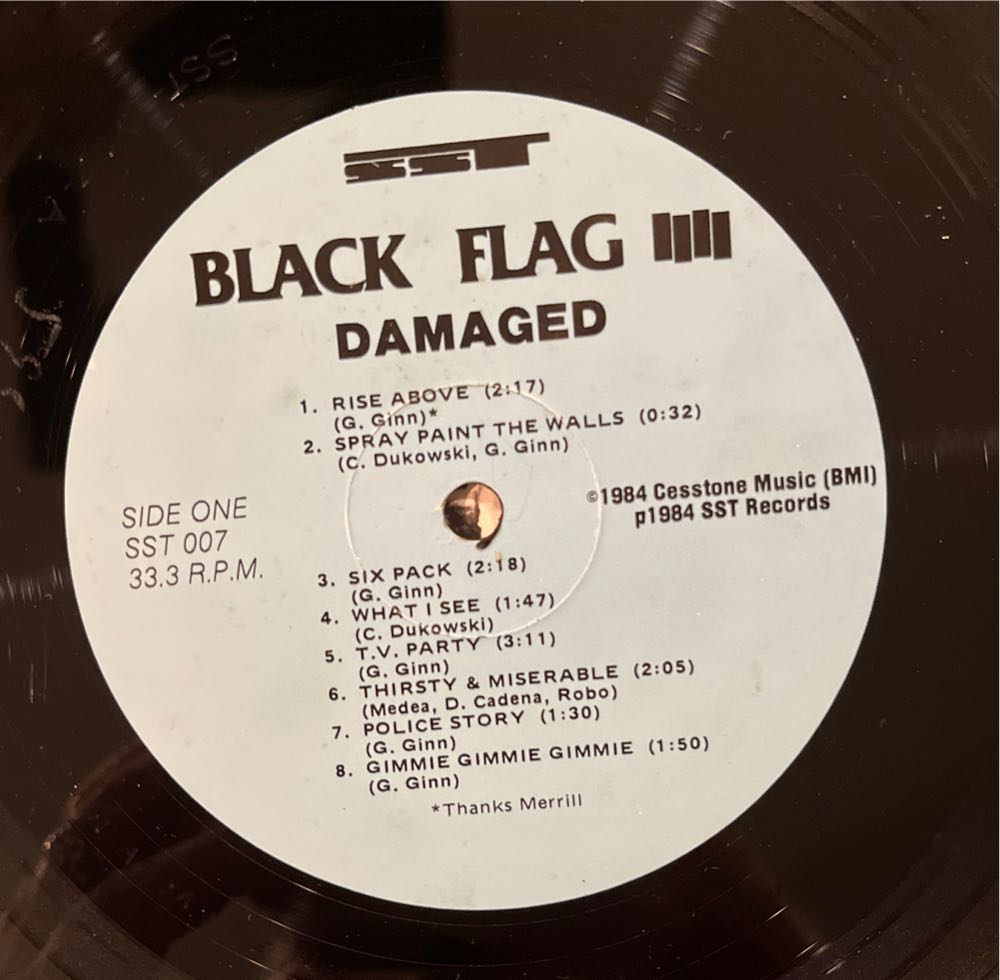 SST
SST
BLACK FLAG
DAMAGED
1. RISE ABOVE (2:17)
(G. Ginn)*
2. SPRAY PAINT THE WALLS (0:32)
(C. Dukowski, G. Ginn)
SIDE ONE
SST 007
33.3 R.P.M.
©1984 Cesstone Music (BMI)
p1984 SST Records
3. SIX PACK (2:18)
(G. Ginn)
4. WHAT I SEE (1:47)
(C. Dukowski)
5. T.V. PARTY (3:11)
(G. Ginn)
6. THIRSTY & MISERABLE (2:05)
(Medea, D. Cadena, Robo)
7. POLICE STORY (1:30)
(G. Ginn)
8. GIMMIE GIMMIE GIMMIE (1:50)
(G. Ginn)
*Thanks Merrill